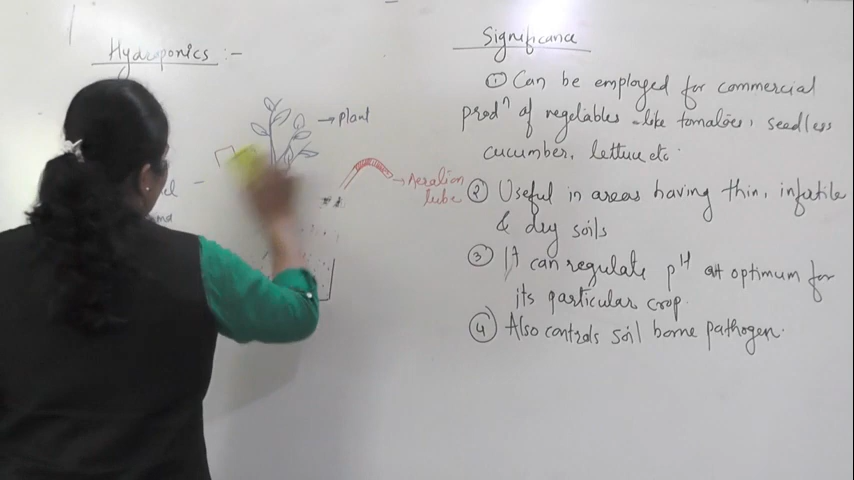 Hydroponics :-
→ Plant
→ Aeration
tube
Significance
① Can be employed for commercial
prodⁿ of vegetables like tomatoes, seedless
cucumber, lettuce etc
② Useful in areas having thin, infertile
& dry soils
③ It can regulate pH at optimum for
its particular crop.
④ Also controls soil borne pathogen.